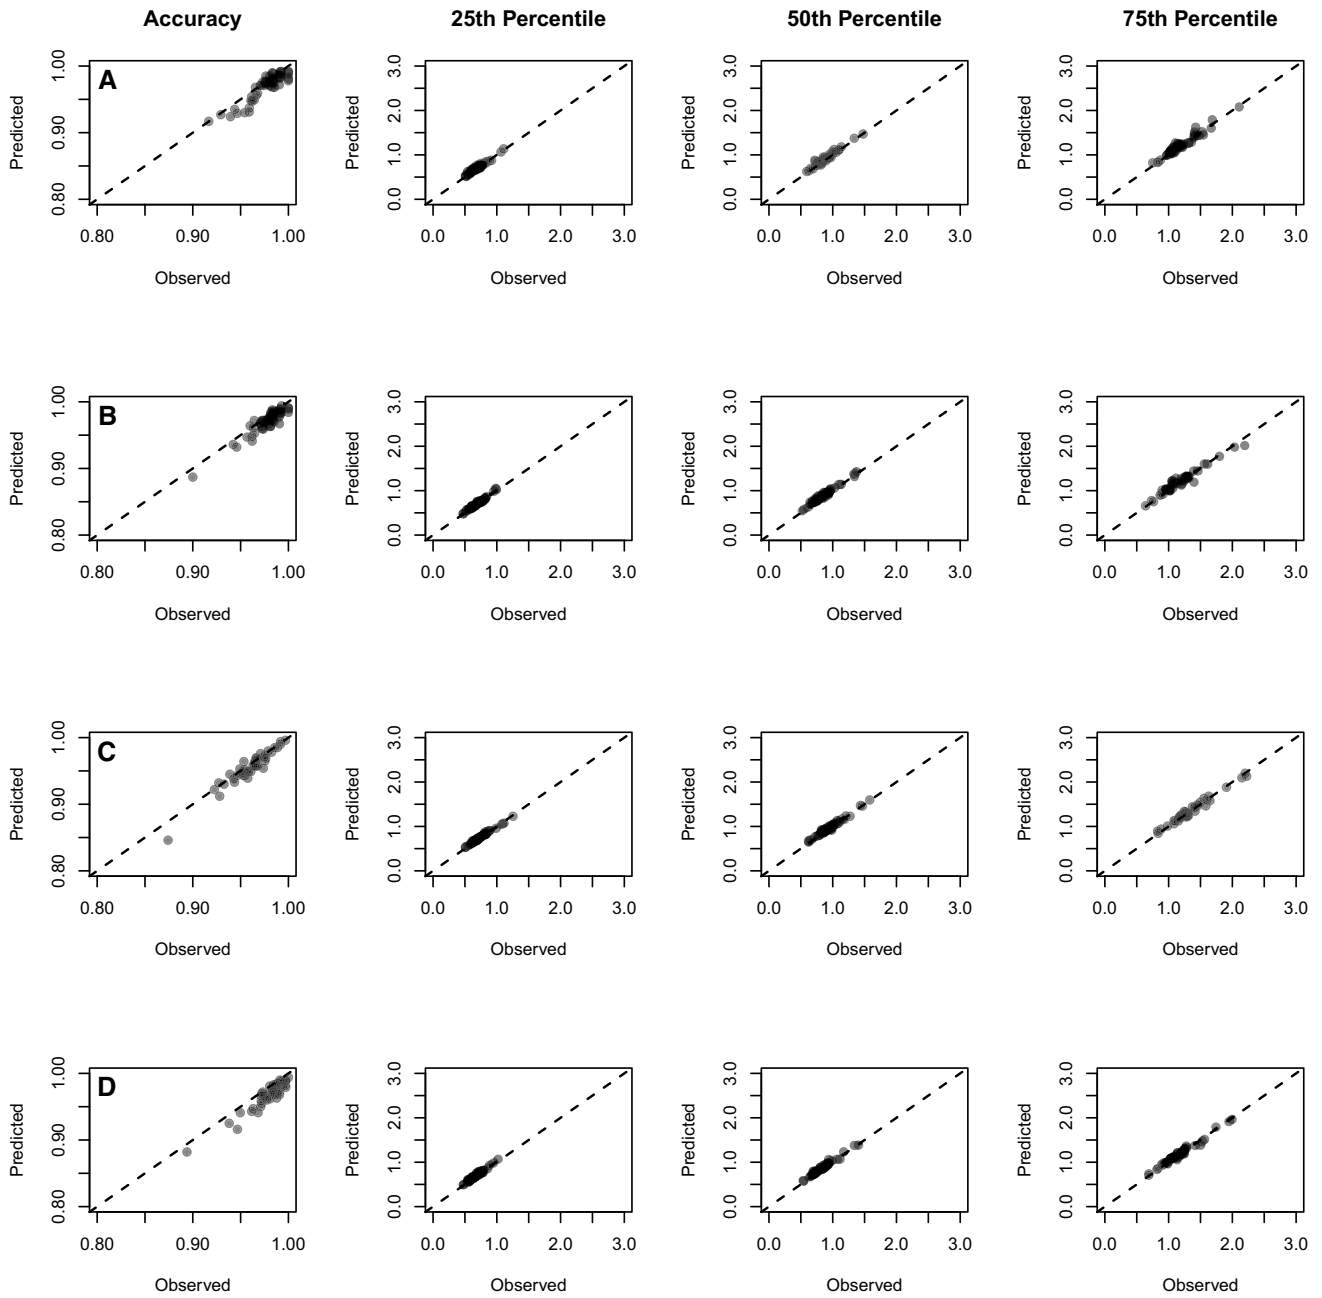 Accuracy 25th Percentile 50th Percentile 75th Percentile
A
Predicted Predicted Predicted Predicted
0.80 0.90 1.00 0.0 1.0 2.0 3.0 0.0 1.0 2.0 3.0 0.0 1.0 2.0 3.0
0.80 0.90 1.00 0.0 1.0 2.0 3.0 0.0 1.0 2.0 3.0 0.0 1.0 2.0 3.0
Observed Observed Observed Observed
B
Predicted Predicted Predicted Predicted
0.80 0.90 1.00 0.0 1.0 2.0 3.0 0.0 1.0 2.0 3.0 0.0 1.0 2.0 3.0
0.80 0.90 1.00 0.0 1.0 2.0 3.0 0.0 1.0 2.0 3.0 0.0 1.0 2.0 3.0
Observed Observed Observed Observed
C
Predicted Predicted Predicted Predicted
0.80 0.90 1.00 0.0 1.0 2.0 3.0 0.0 1.0 2.0 3.0 0.0 1.0 2.0 3.0
0.80 0.90 1.00 0.0 1.0 2.0 3.0 0.0 1.0 2.0 3.0 0.0 1.0 2.0 3.0
Observed Observed Observed Observed
D
Predicted Predicted Predicted Predicted
0.80 0.90 1.00 0.0 1.0 2.0 3.0 0.0 1.0 2.0 3.0 0.0 1.0 2.0 3.0
0.80 0.90 1.00 0.0 1.0 2.0 3.0 0.0 1.0 2.0 3.0 0.0 1.0 2.0 3.0
Observed Observed Observed Observed